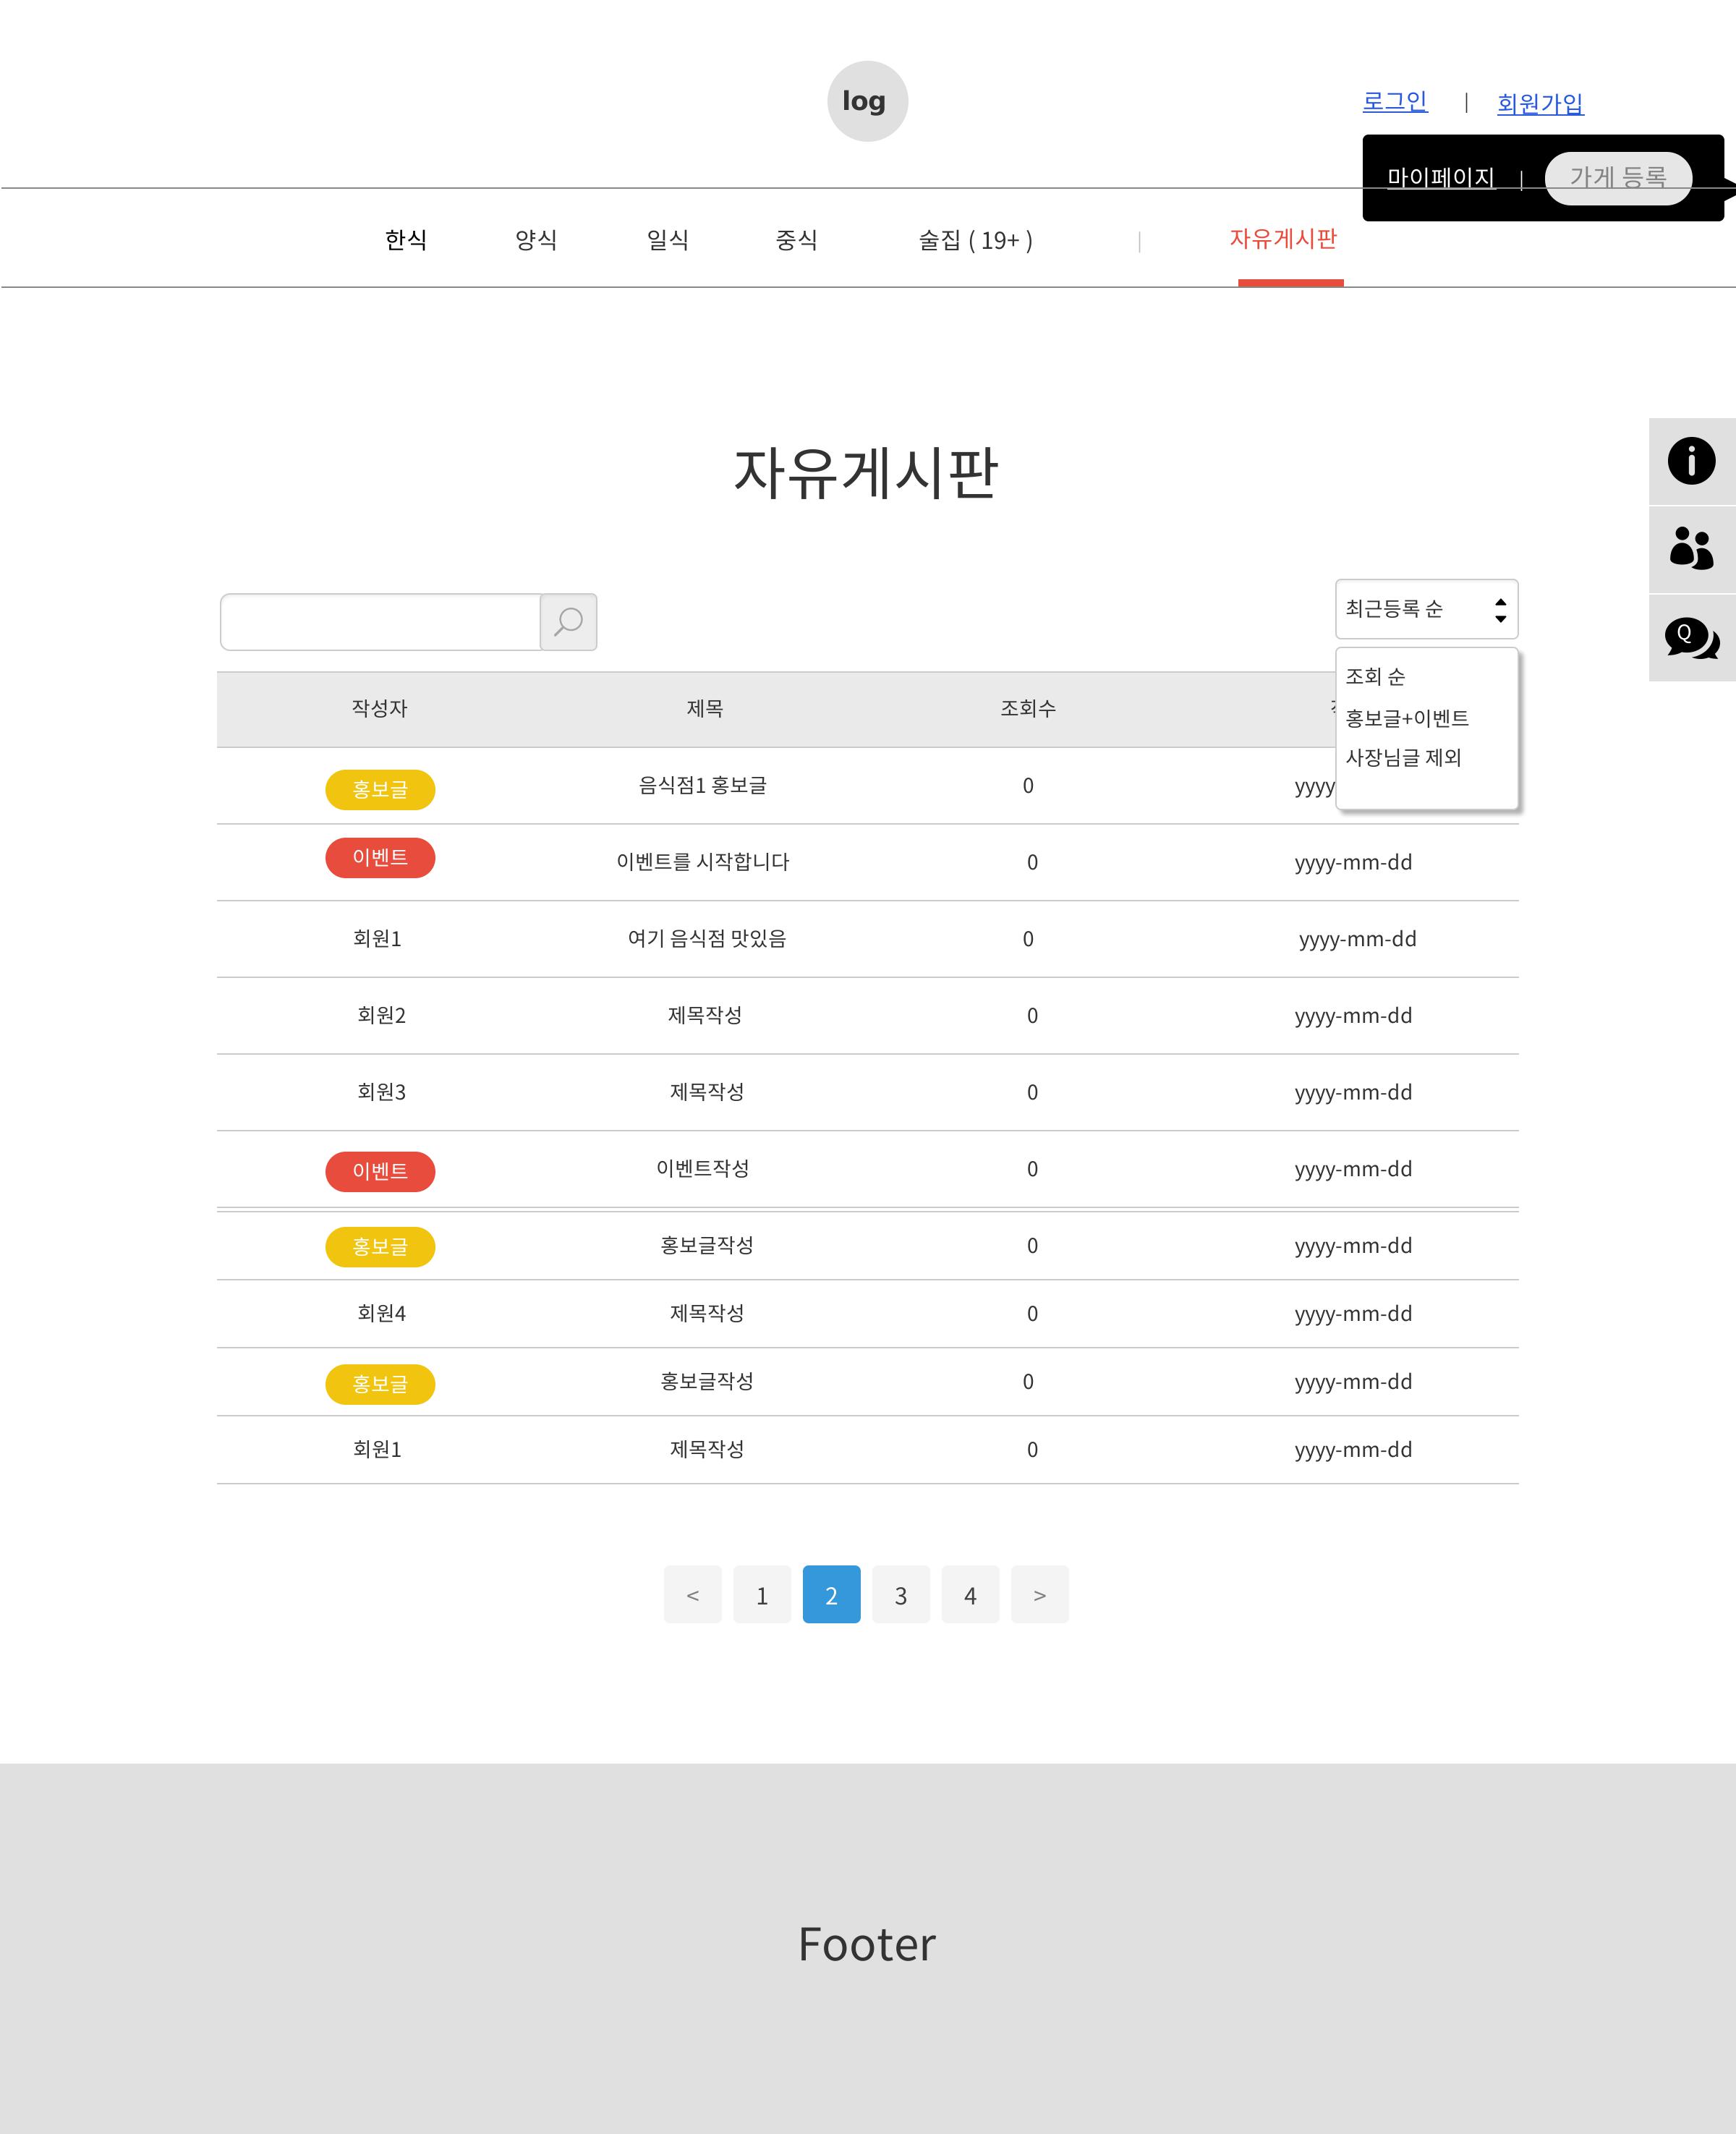 log
로그인 | 회원가입
마이페이지 | 가게 등록
한식 양식 일식 중식 술집 ( 19+ ) | 자유게시판
자유게시판
최근등록 순
조회 순
홍보글+이벤트
사장님글 제외
Q
작성자 제목 조회수
홍보글 음식점1 홍보글 0 yyyy
이벤트 이벤트를 시작합니다 0 yyyy-mm-dd
회원1 여기 음식점 맛있음 0 yyyy-mm-dd
회원2 제목작성 0 yyyy-mm-dd
회원3 제목작성 0 yyyy-mm-dd
이벤트 이벤트작성 0 yyyy-mm-dd
홍보글 홍보글작성 0 yyyy-mm-dd
회원4 제목작성 0 yyyy-mm-dd
홍보글 홍보글작성 0 yyyy-mm-dd
회원1 제목작성 0 yyyy-mm-dd
< 1 2 3 4 >
Footer